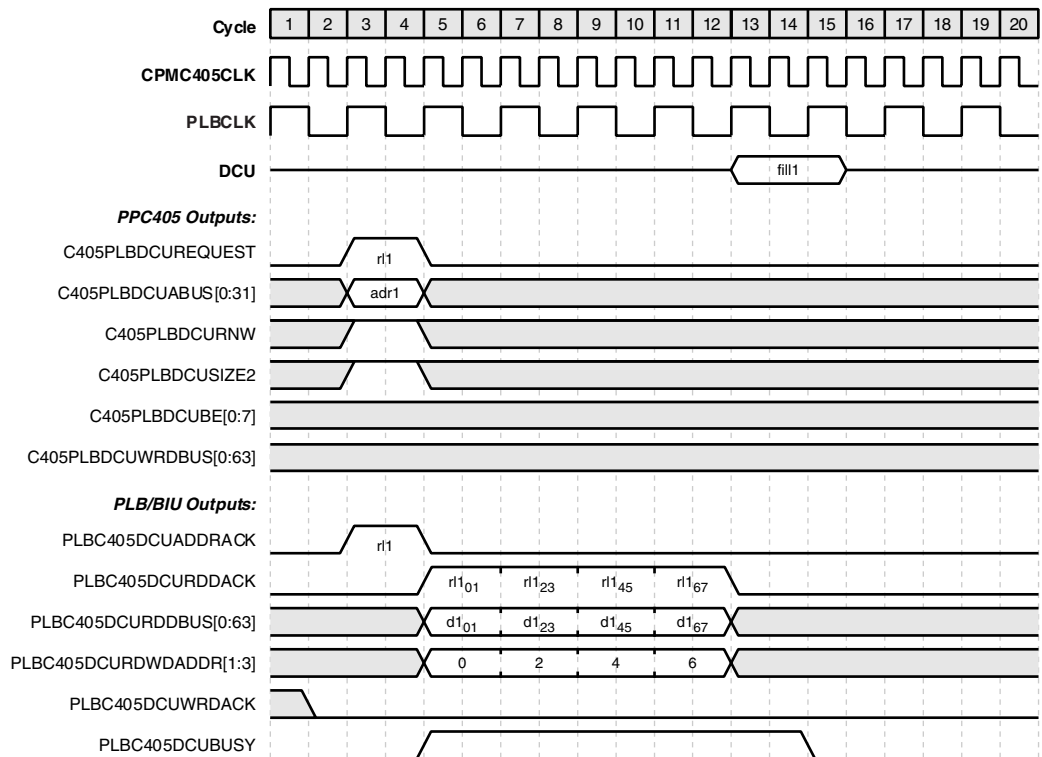 Cycle 1 2 3 4 5 6 7 8 9 10 11 12 13 14 15 16 17 18 19 20
CPMC405CLK
PLBCLK
DCU fill1
PPC405 Outputs:
C405PLBDCUREQUEST rl1
C405PLBDCUABUS[0:31] adr1
C405PLBDCURNW
C405PLBDCUSIZE2
C405PLBDCUBE[0:7]
C405PLBDCUWRDBUS[0:63]
PLB/BIU Outputs:
PLBC405DCUADDRACK rl1
PLBC405DCURDDACK rl101 rl123 rl145 rl167
PLBC405DCURDDBUS[0:63] d101 d123 d145 d167
PLBC405DCURDWDADDR[1:3] 0 2 4 6
PLBC405DCUWRDACK
PLBC405DCUBUSY